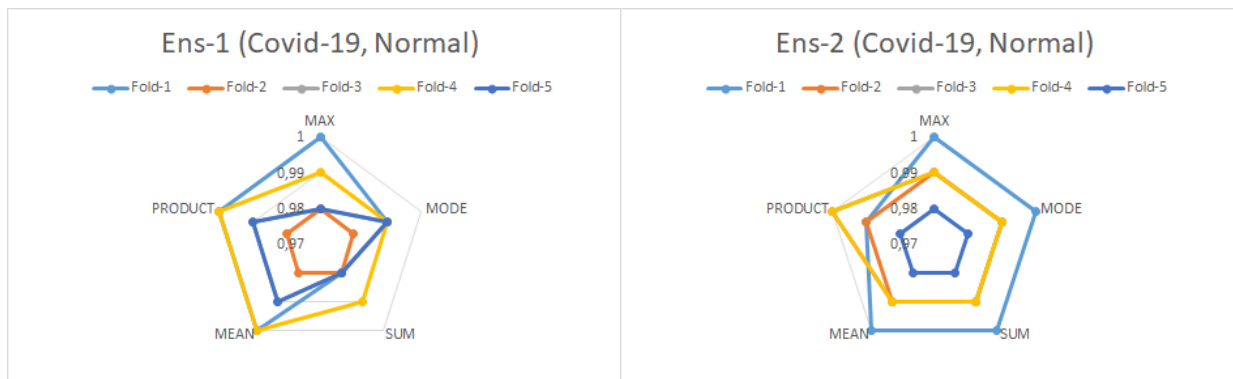 Ens-1 (Covid-19, Normal)
Fold-1 Fold-2 Fold-3 Fold-4 Fold-5
MAX
1
0,99
0,98
0,97
PRODUCT
MODE
MEAN
SUM
Ens-2 (Covid-19, Normal)
Fold-1 Fold-2 Fold-3 Fold-4 Fold-5
MAX
1
0,99
0,98
0,97
PRODUCT
MODE
MEAN
SUM